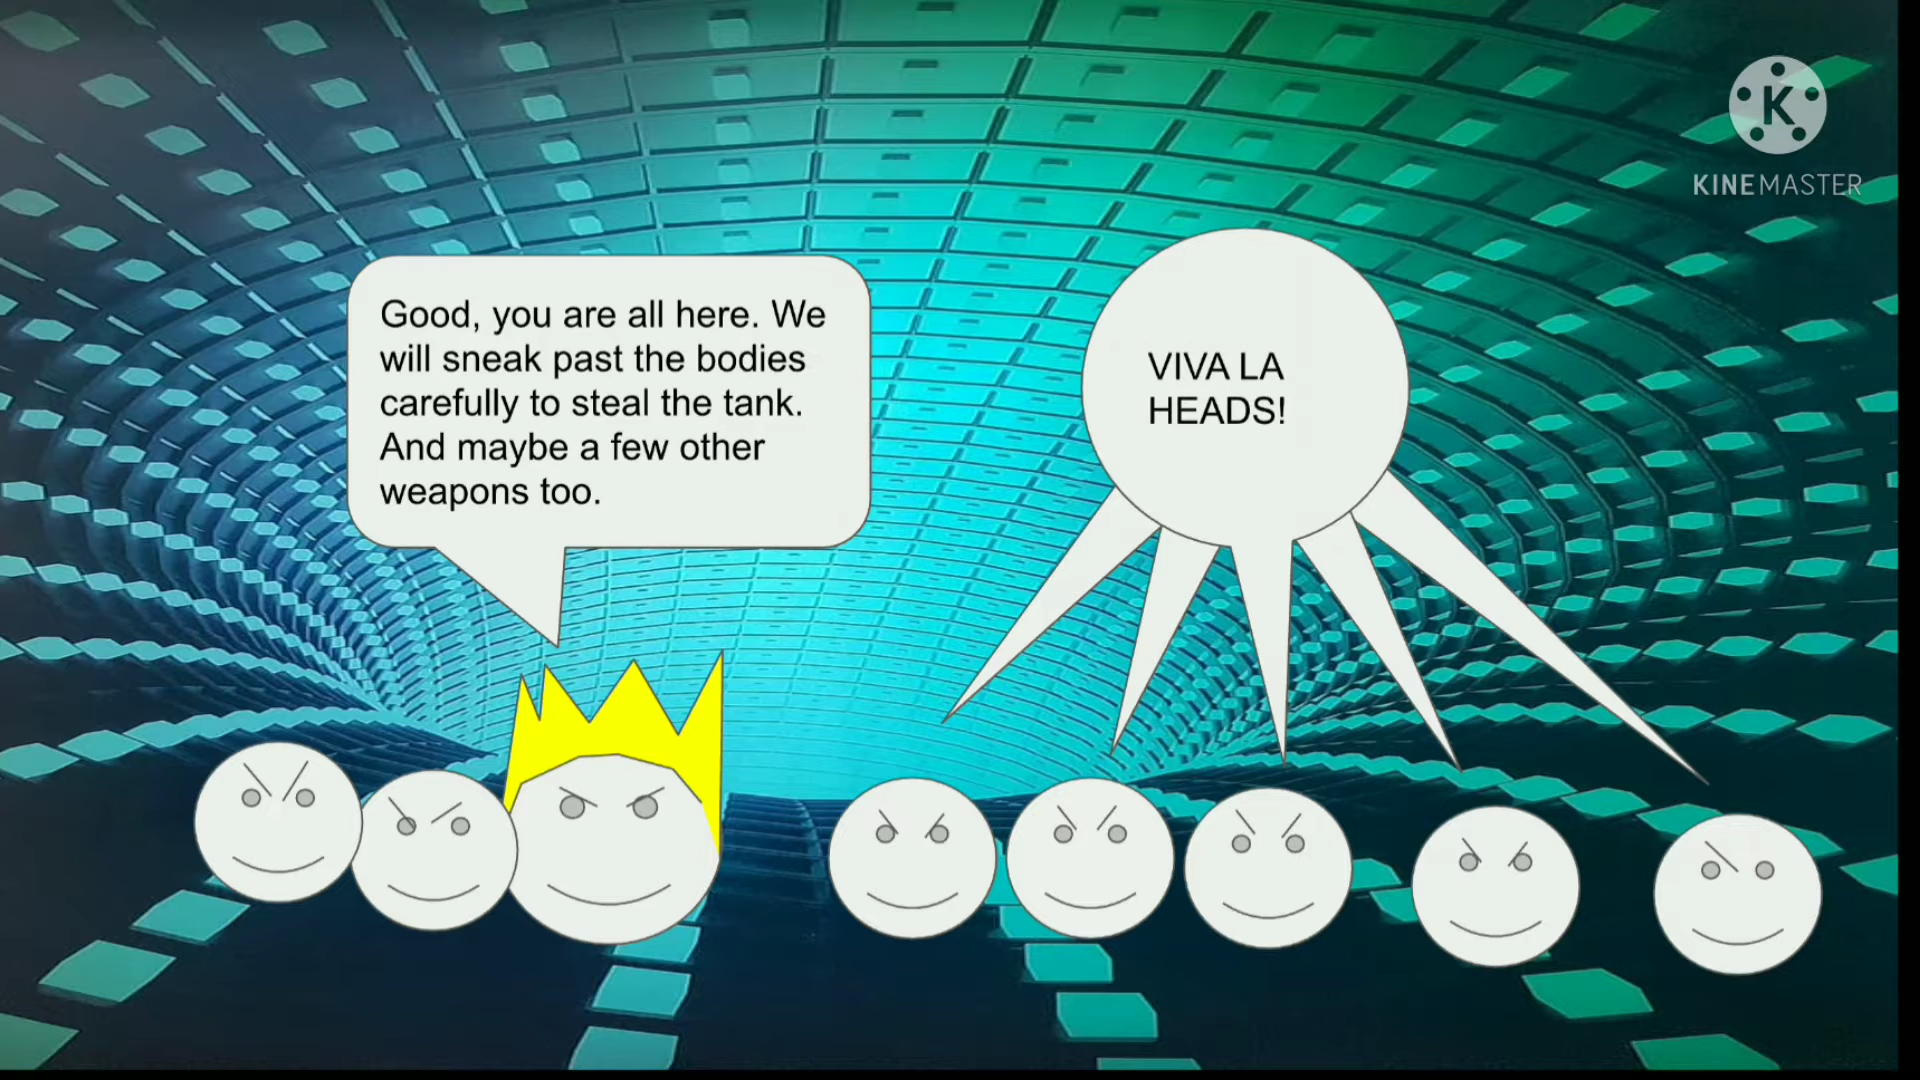 Good, you are all here. We
will sneak past the bodies
carefully to steal the tank.
And maybe a few other
weapons too.
VIVA LA
HEADS!
K
KINEMASTER